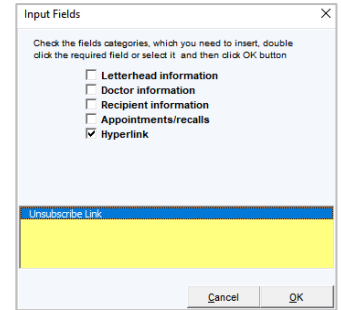 Input Fields
Check the fields categories, which you need to insert, double
click the required field or select it and then click OK button
Letterhead information
Doctor information
Recipient information
Appointments/recalls
Hyperlink
Unsubscribe Link
Cancel OK